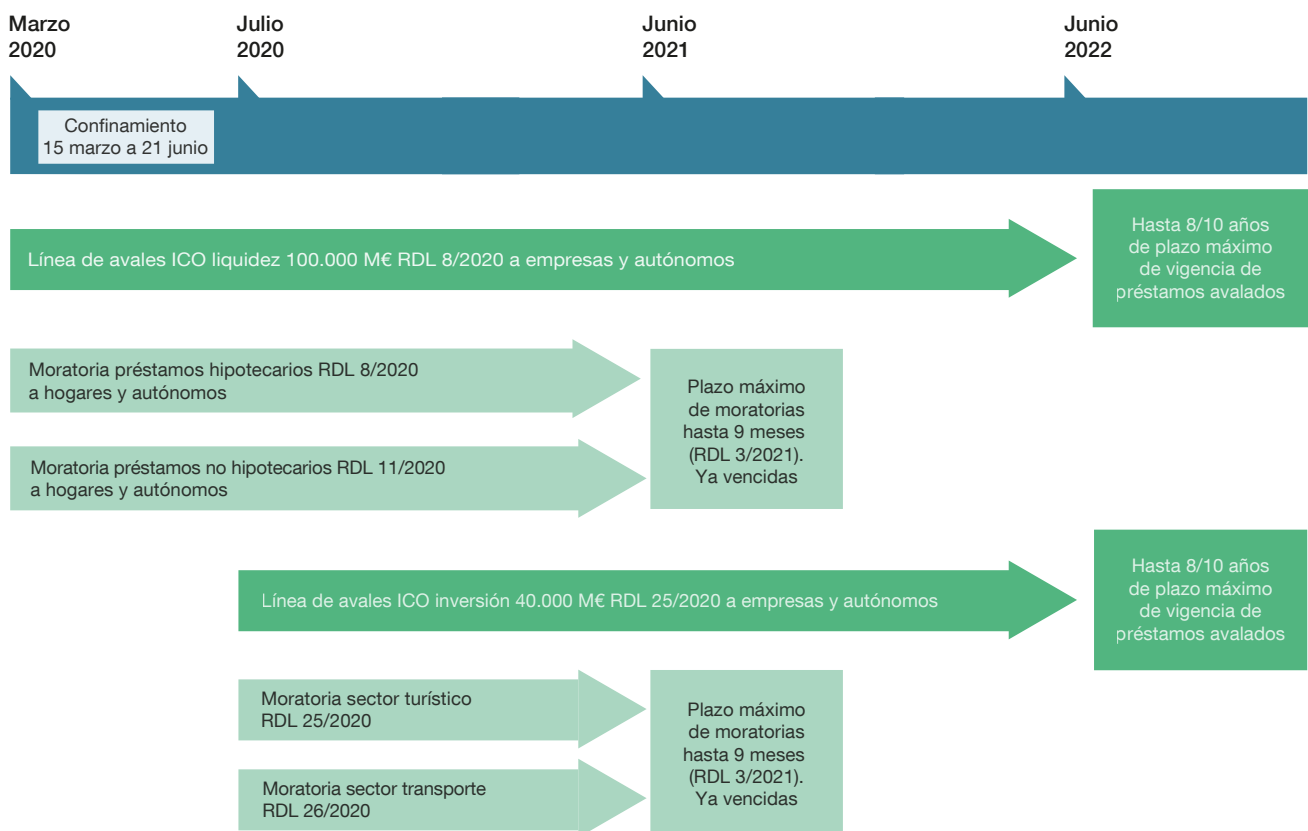 Marzo
2020
Julio
2020
Junio
2021
Junio
2022
Confinamiento
15 marzo a 21 junio
Línea de avales ICO liquidez 100.000 M€ RDL 8/2020 a empresas y autónomos
Hasta 8/10 años
de plazo máximo
de vigencia de
préstamos avalados
Moratoria préstamos hipotecarios RDL 8/2020
a hogares y autónomos
Moratoria préstamos no hipotecarios RDL 11/2020
a hogares y autónomos
Plazo máximo
de moratorias
hasta 9 meses
(RDL 3/2021).
Ya vencidas
Línea de avales ICO inversión 40.000 M€ RDL 25/2020 a empresas y autónomos
Hasta 8/10 años
de plazo máximo
de vigencia de
préstamos avalados
Moratoria sector turístico
RDL 25/2020
Moratoria sector transporte
RDL 26/2020
Plazo máximo
de moratorias
hasta 9 meses
(RDL 3/2021).
Ya vencidas